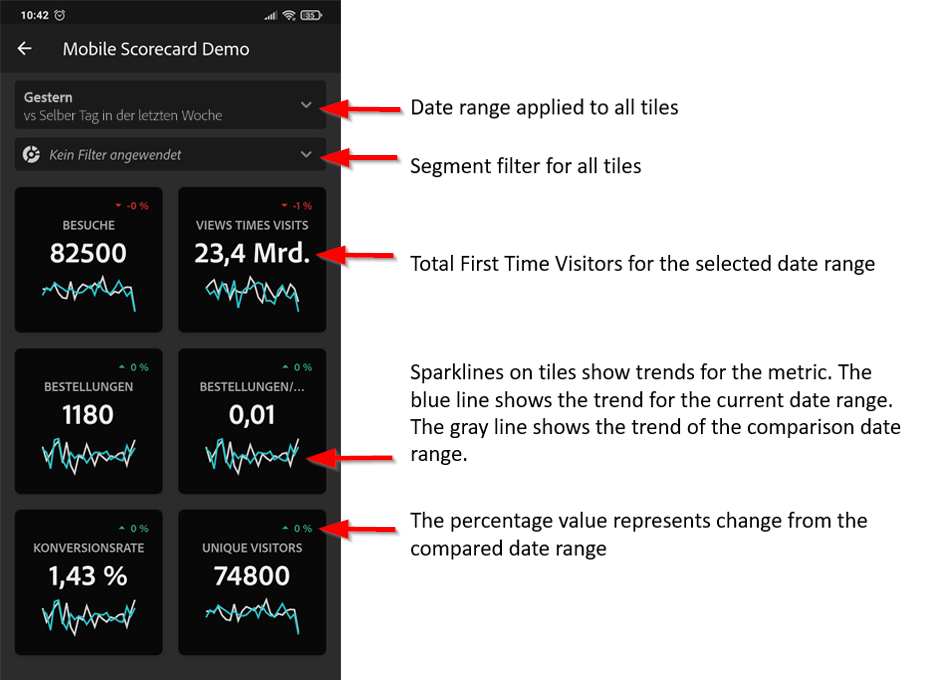 10:42
35
Mobile Scorecard Demo
Gestern
vs Selber Tag in der letzten Woche
Date range applied to all tiles
Kein Filter angewendet
Segment filter for all tiles
-0 %
BESUCHE
82500
-1 %
VIEWS TIMES VISITS
23,4 Mrd.
Total First Time Visitors for the selected date range
0 %
BESTELLUNGEN
1180
0 %
BESTELLUNGEN/...
0,01
Sparklines on tiles show trends for the metric. The
blue line shows the trend for the current date range.
The gray line shows the trend of the comparison date
range.
0 %
KONVERSIONSRATE
1,43 %
0 %
UNIQUE VISITORS
74800
The percentage value represents change from the
compared date range